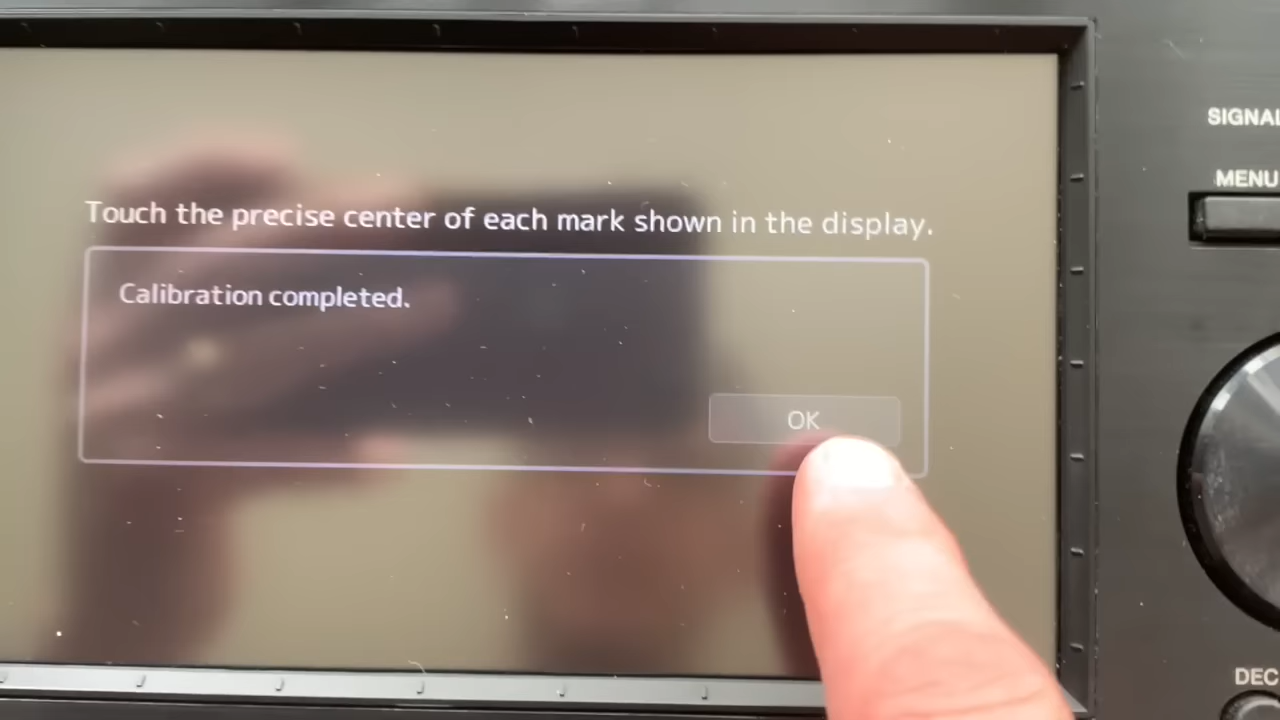 SIGNAL
MENU
Touch the precise center of each mark shown in the display.
Calibration completed.
OK
DEC